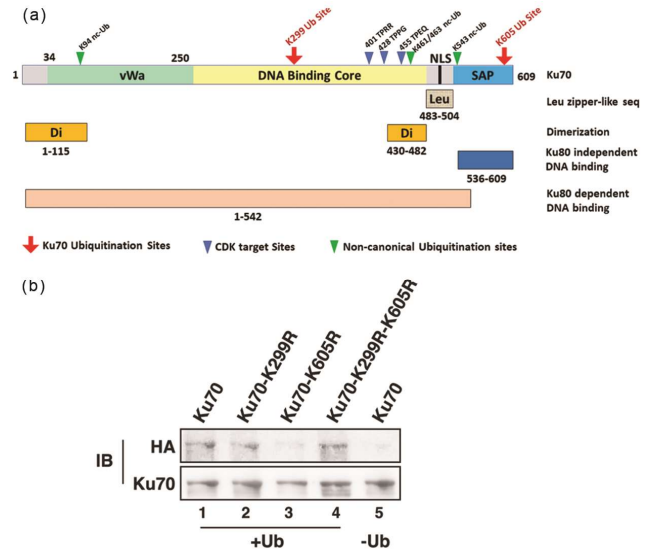 (a)
K94 nc-Ub
K299 Ub Site
401 TPRR
428 TPPG
455 TPEQ
K461/463 nc-Ub
K543 nc-Ub
K605 Ub Site
34
250
NLS
1
vWa
DNA Binding Core
SAP
609
Ku70
Leu
Leu zipper-like seq
483-504
Di
Di
Dimerization
1-115
430-482
Ku80 independent
DNA binding
536-609
Ku80 dependent
DNA binding
1-542
Ku70 Ubiquitination Sites
CDK target Sites
Non-canonical Ubiquitination sites
(b)
Ku70
Ku70-K299R
Ku70-K605R
Ku70-K299R-K605R
Ku70
IB
HA
Ku70
1 2 3 4 5
+Ub -Ub